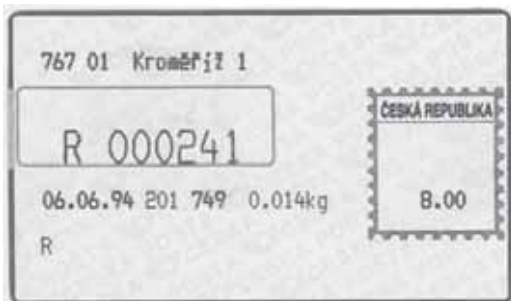 767 01 Kroměříž 1
ČESKÁ REPUBLIKA
R 000241
06.06.94 201 749 0.014kg
8.00
R